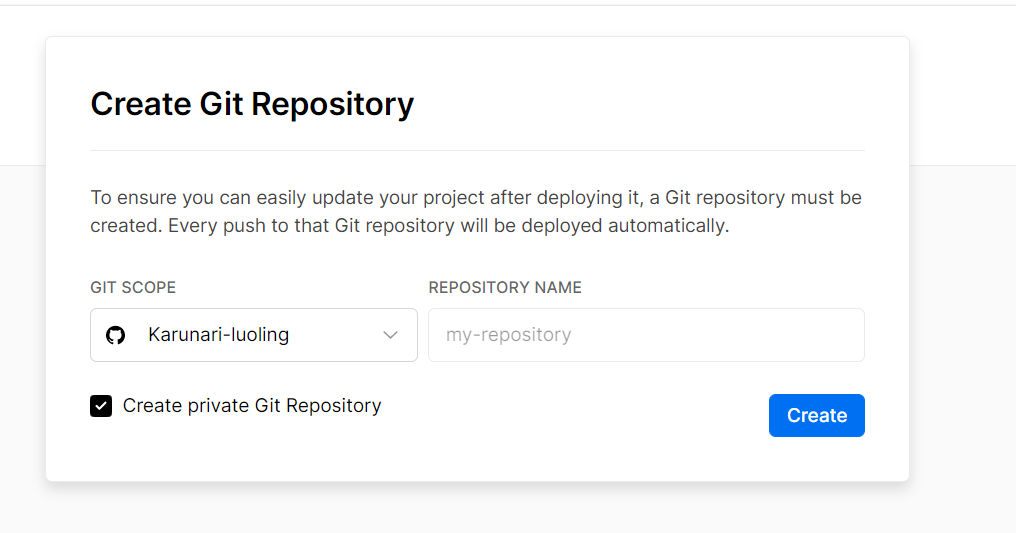 Create Git Repository
To ensure you can easily update your project after deploying it, a Git repository must be
created. Every push to that Git repository will be deployed automatically.
GIT SCOPE
REPOSITORY NAME
Karunari-luoling
my-repository
Create private Git Repository
Create